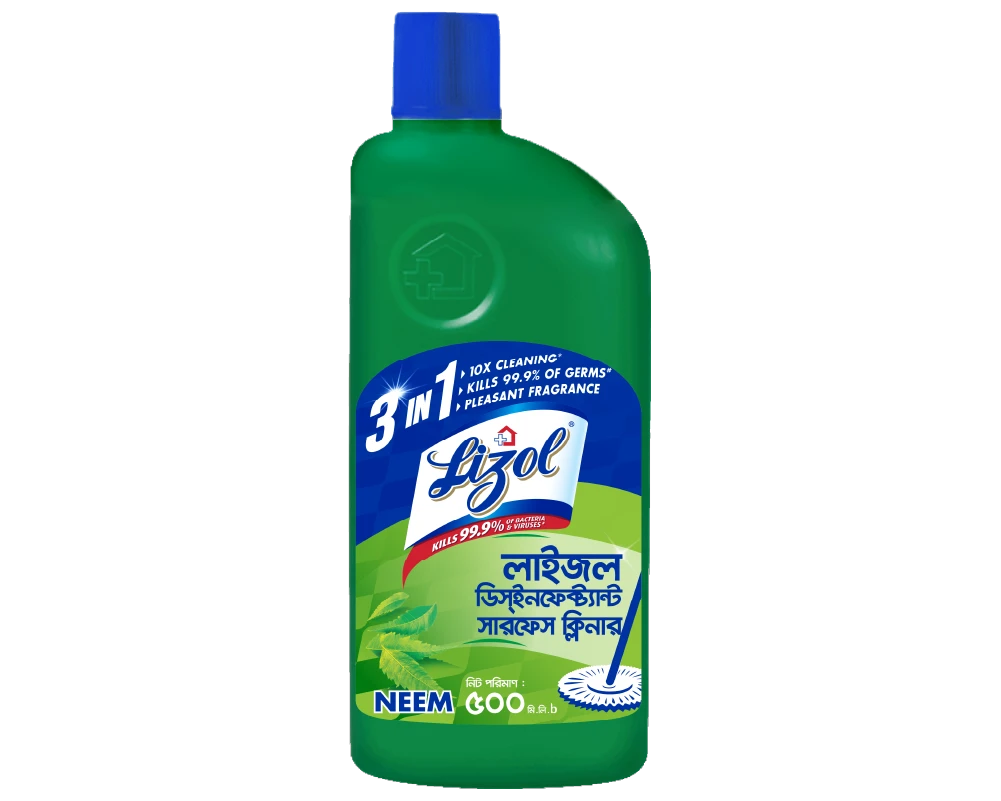 3 IN 1
10X CLEANING*
KILLS 99.9% OF GERMS*
PLEASANT FRAGRANCE
Lizol®
KILLS 99.9% OF BACTERIA & VIRUSES*
লাইজল
ডিস্ইনফেক্ট্যান্ট
সারফেস ক্লিনার
নিট পরিমাণ :
NEEM ৫০০ মি.লি.b